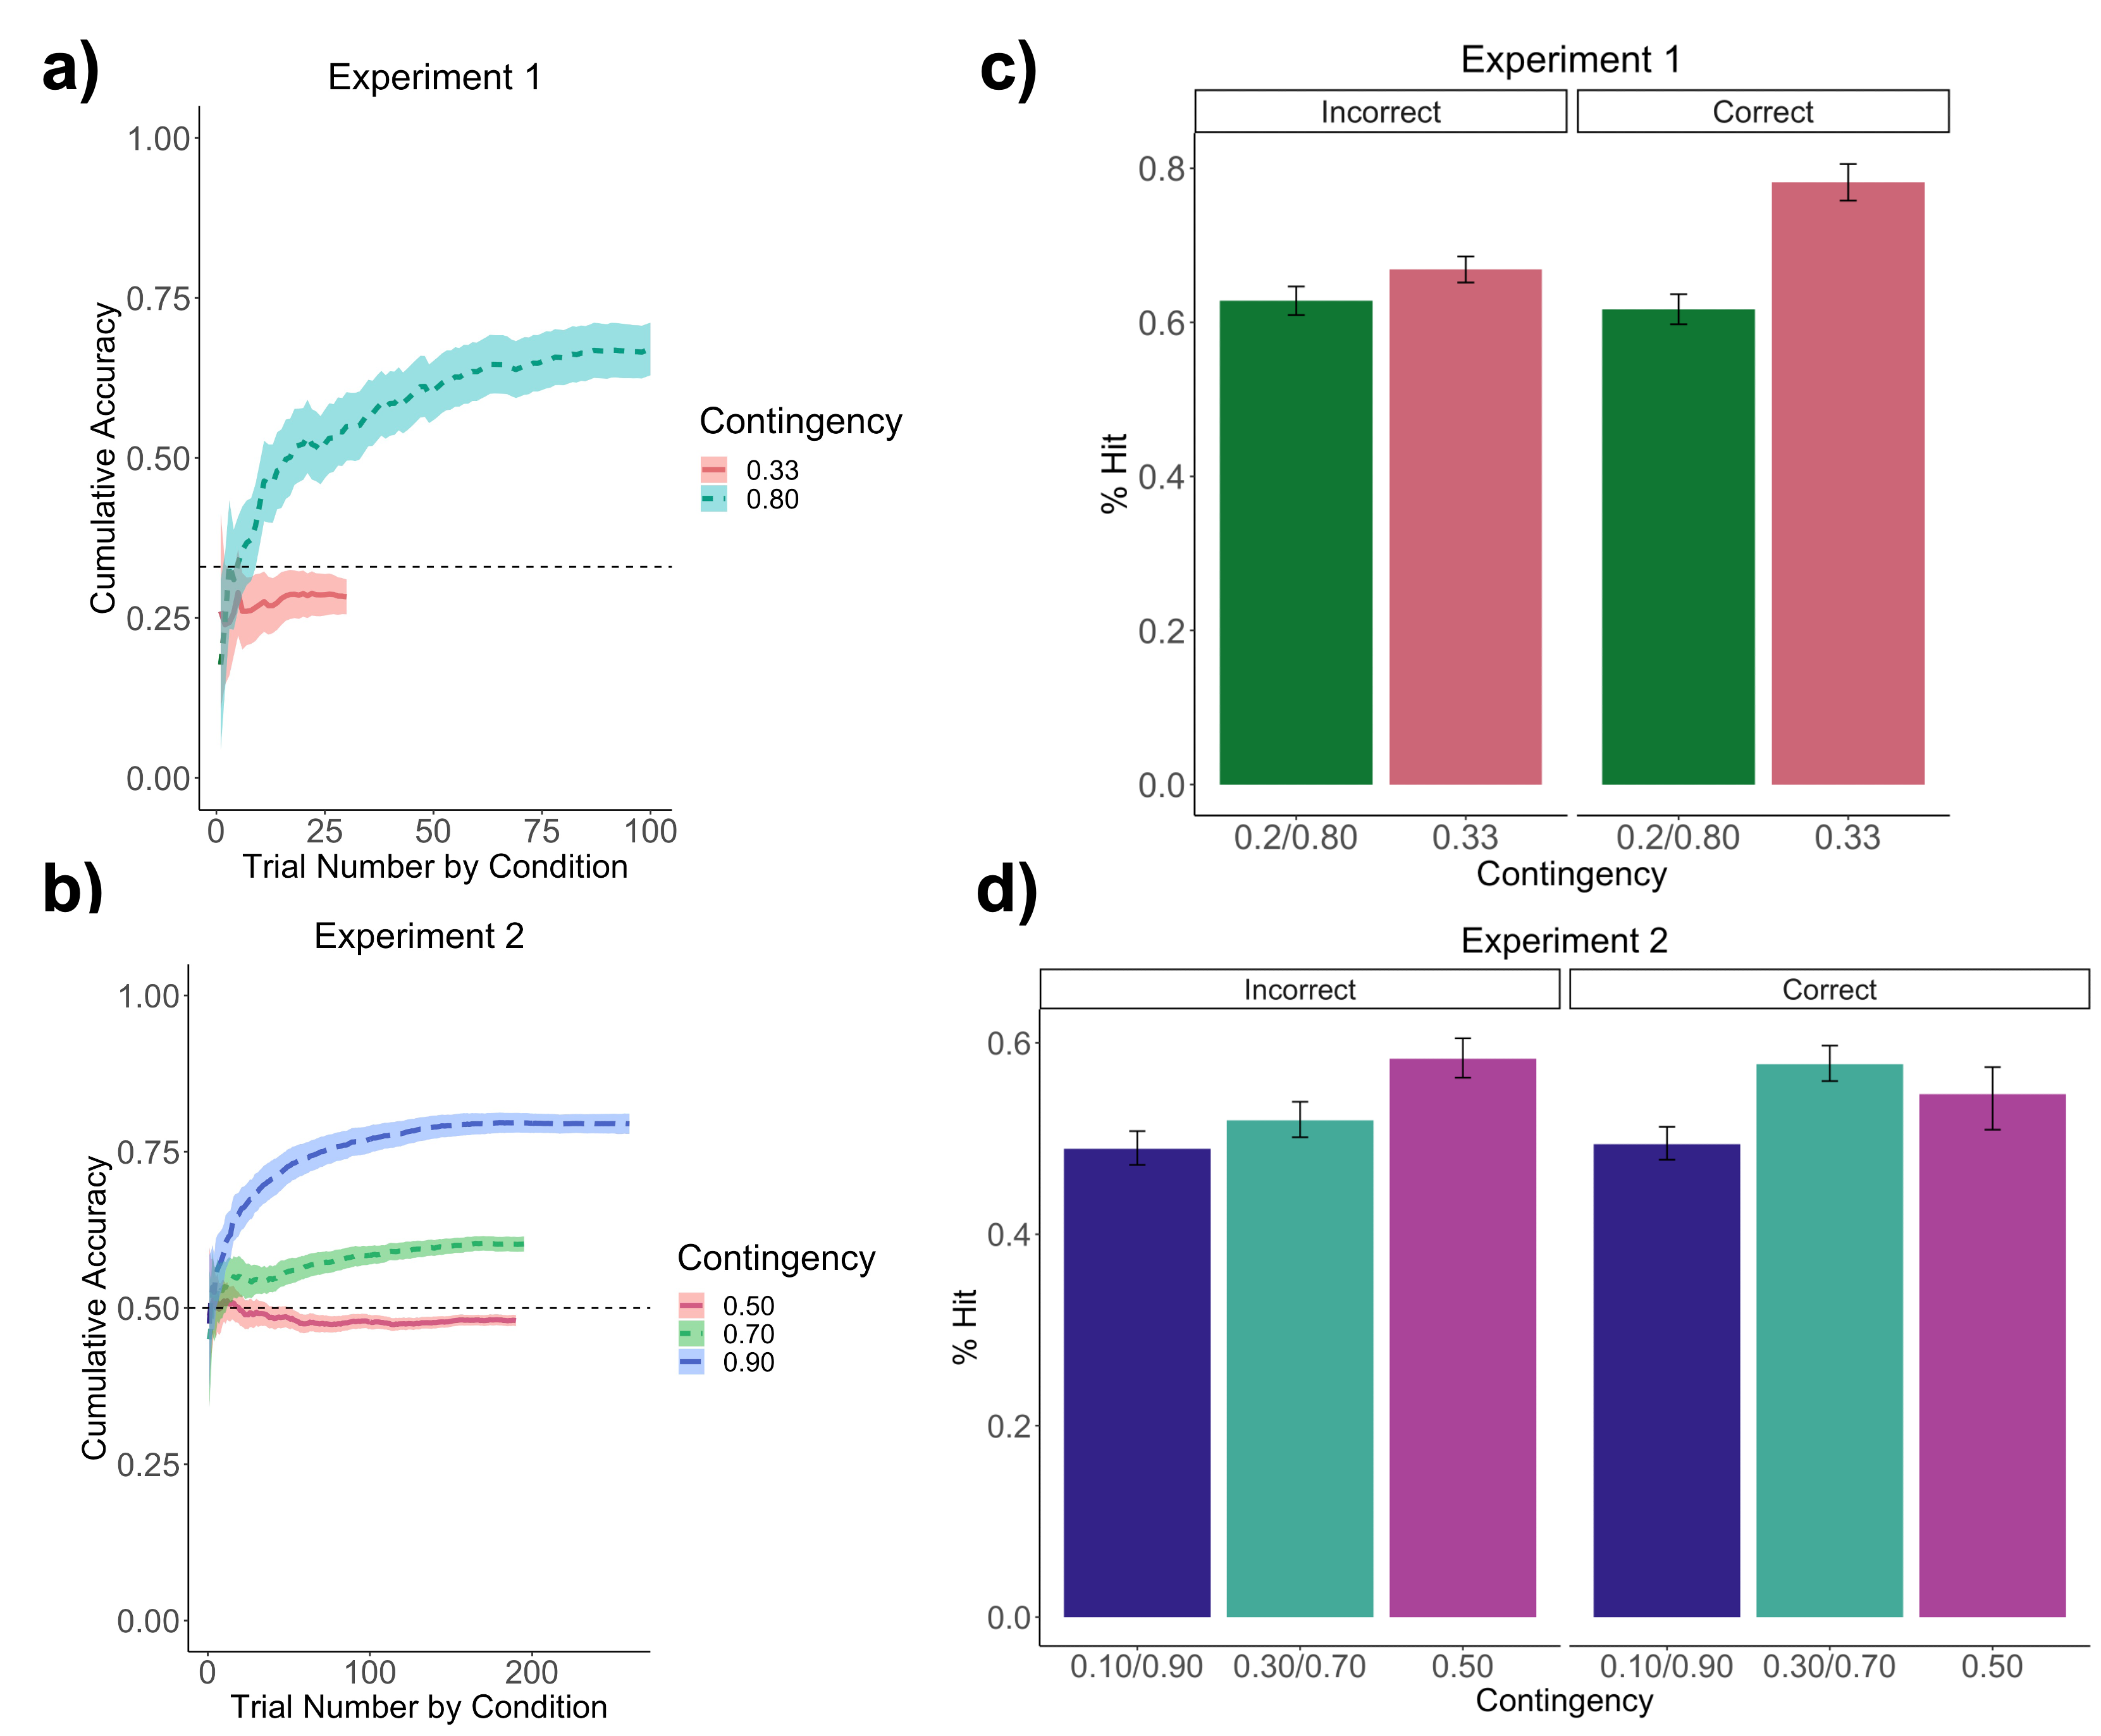 a)
Experiment 1
1.00
0.75
0.50
0.25
0.00
Cumulative Accuracy
0 25 50 75 100
Trial Number by Condition
Contingency
0.33
0.80
b)
Experiment 2
1.00
0.75
0.50
0.25
0.00
Cumulative Accuracy
0 100 200
Trial Number by Condition
Contingency
0.50
0.70
0.90
c)
Experiment 1
Incorrect Correct
0.8
0.6
0.4
0.2
0.0
% Hit
0.2/0.80 0.33 0.2/0.80 0.33
Contingency
d)
Experiment 2
Incorrect Correct
0.6
0.4
0.2
0.0
% Hit
0.10/0.90 0.30/0.70 0.50 0.10/0.90 0.30/0.70 0.50
Contingency